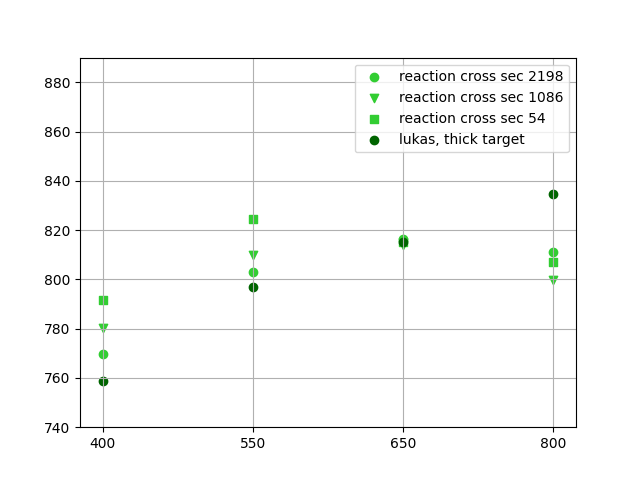 reaction cross sec 2198
reaction cross sec 1086
reaction cross sec 54
lukas, thick target
880
860
840
820
800
780
760
740
400 550 650 800